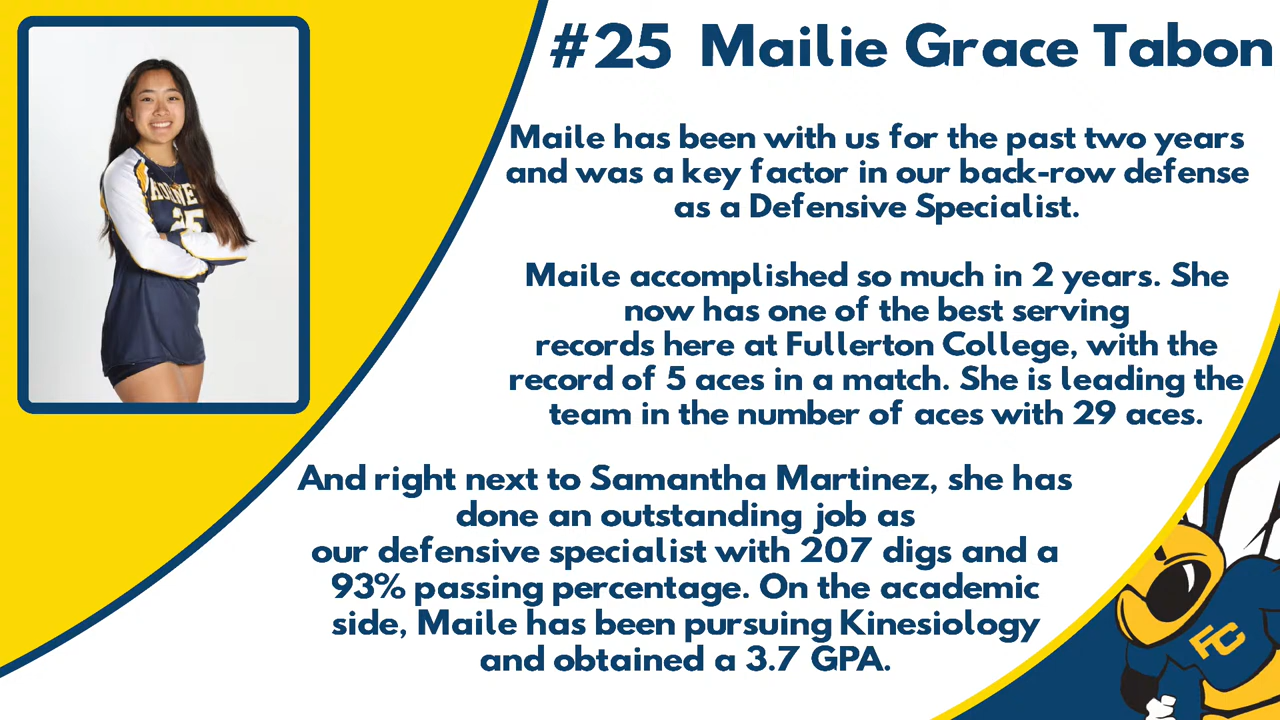 #25 Mailie Grace Tabon
Maile has been with us for the past two years
and was a key factor in our back-row defense
as a Defensive Specialist.
Maile accomplished so much in 2 years. She
now has one of the best serving
records here at Fullerton College, with the
record of 5 aces in a match. She is leading the
team in the number of aces with 29 aces.
And right next to Samantha Martinez, she has
done an outstanding job as
our defensive specialist with 207 digs and a
93% passing percentage. On the academic
side, Maile has been pursuing Kinesiology
and obtained a 3.7 GPA.
25
FC